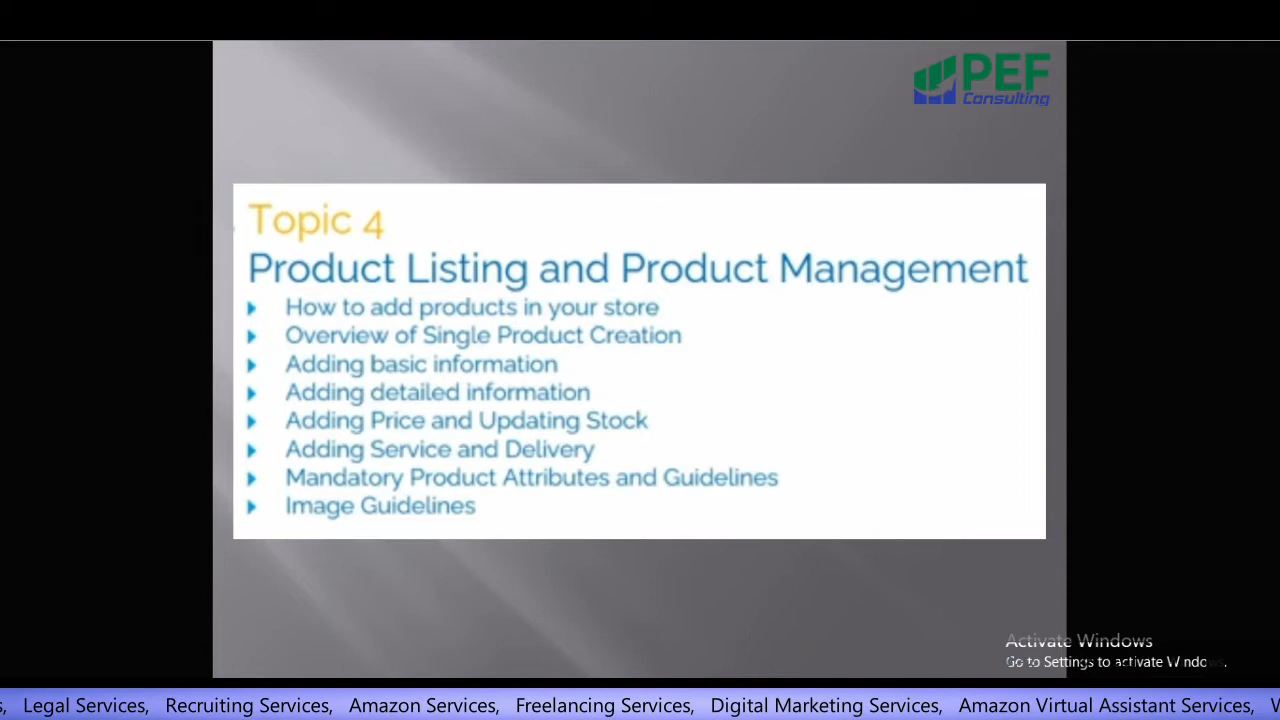 PEF
Consulting
Topic 4
Product Listing and Product Management
How to add products in your store
Overview of Single Product Creation
Adding basic information
Adding detailed information
Adding Price and Updating Stock
Adding Service and Delivery
Mandatory Product Attributes and Guidelines
Image Guidelines
Activate Windows
Go to Settings to activate Windows.
s, Legal Services, Recruiting Services, Amazon Services, Freelancing Services, Digital Marketing Services, Amazon Virtual Assistant Services, W